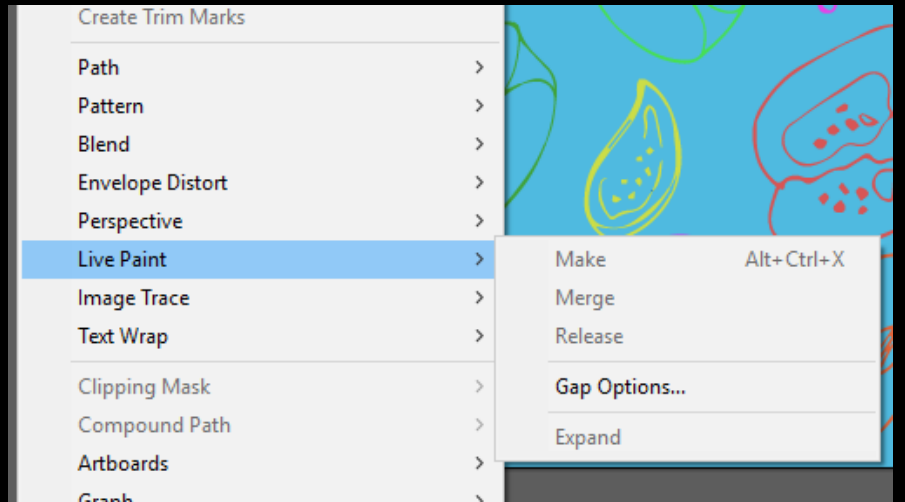 Create Trim Marks
Path
Pattern
Blend
Envelope Distort
Perspective
Live Paint
Image Trace
Text Wrap
Clipping Mask
Compound Path
Artboards
Graph
Make Alt+Ctrl+X
Merge
Release
Gap Options...
Expand